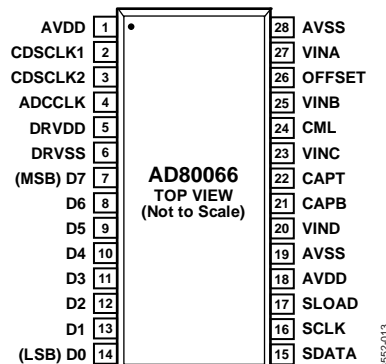 AVDD 1
CDSCLK1 2
CDSCLK2 3
ADCCLK 4
DRVDD 5
DRVSS 6
(MSB) D7 7
D6 8
D5 9
D4 10
D3 11
D2 12
D1 13
(LSB) D0 14
AD80066
TOP VIEW
(Not to Scale)
28 AVSS
27 VINA
26 OFFSET
25 VINB
24 CML
23 VINC
22 CAPT
21 CAPB
20 VIND
19 AVSS
18 AVDD
17 SLOAD
16 SCLK
15 SDATA
552-013